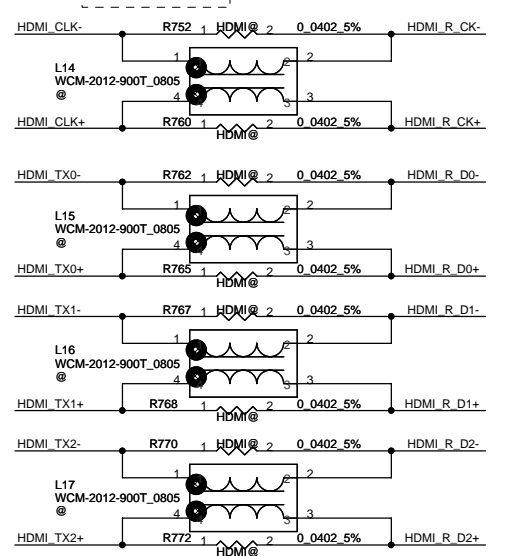 HDMI_CLK- R752 1 HDMI@ 2 0_0402_5% HDMI_R_CK-
1 2 2
L14
WCM-2012-900T_0805
@
4 3 3
HDMI_CLK+ R760 1 HDMI@ 2 0_0402_5% HDMI_R_CK+
HDMI_TX0- R762 1 HDMI@ 2 0_0402_5% HDMI_R_D0-
1 2 2
L15
WCM-2012-900T_0805
@
4 3 3
HDMI_TX0+ R765 1 HDMI@ 2 0_0402_5% HDMI_R_D0+
HDMI_TX1- R767 1 HDMI@ 2 0_0402_5% HDMI_R_D1-
1 2 2
L16
WCM-2012-900T_0805
@
4 3 3
HDMI_TX1+ R768 1 HDMI@ 2 0_0402_5% HDMI_R_D1+
HDMI_TX2- R770 1 HDMI@ 2 0_0402_5% HDMI_R_D2-
1 2 2
L17
WCM-2012-900T_0805
@
4 3 3
HDMI_TX2+ R772 1 HDMI@ 2 0_0402_5% HDMI_R_D2+